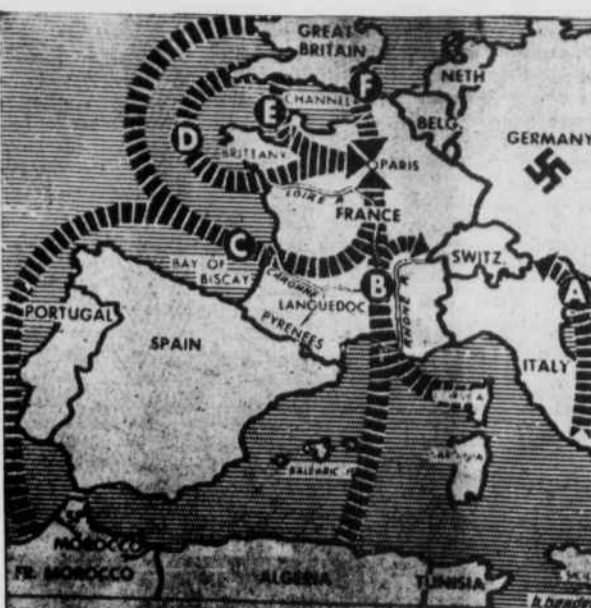 GREAT
BRITAIN
F
NETH
CHANNEL
E
BELG.
D
GERMANY
BRITTANY
PARIS
LOIRE R.
FRANCE
C
SWITZ.
BAY OF
BISCAY
GARONNE
B
A
LANGUEDOC
RHONE R.
PORTUGAL
PYRENEES
SPAIN
ITALY
CORSICA
BALEARIC IS
SARDINIA
MOROCCO
FR. MOROCCO
ALGERIA
TUNISIA